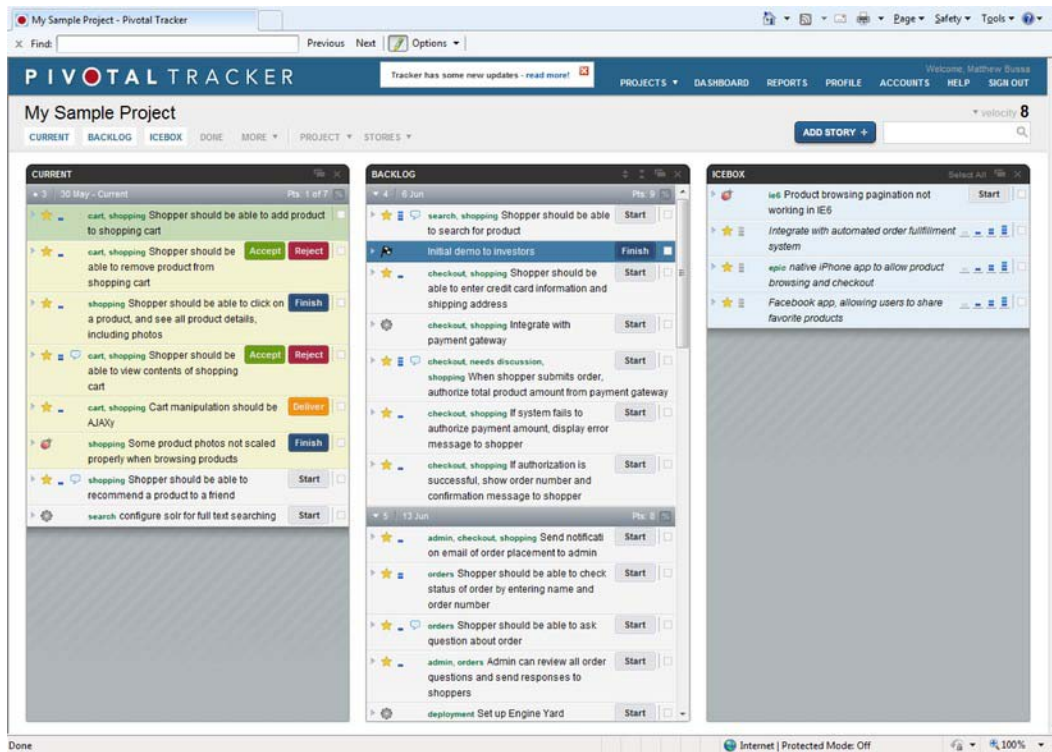 My Sample Project - Pivotal Tracker
Page Safety Tools
Find: Previous Next Options
PIVOTAL TRACKER
Tracker has some new updates - read more!
Welcome, Matthew Bussa
PROJECTS DASHBOARD REPORTS PROFILE ACCOUNTS HELP SIGN OUT
My Sample Project
velocity 8
CURRENT BACKLOG ICEBOX DONE MORE PROJECT STORIES
ADD STORY +
CURRENT
3 30 May - Current Pts: 1 of 7
cart, shopping Shopper should be able to add product
to shopping cart
cart, shopping Shopper should be Accept Reject
able to remove product from
shopping cart
shopping Shopper should be able to click on Finish
a product, and see all product details,
including photos
cart, shopping Shopper should be Accept Reject
able to view contents of shopping
cart
cart, shopping Cart manipulation should be Deliver
AJAXy
shopping Some product photos not scaled Finish
properly when browsing products
shopping Shopper should be able to Start
recommend a product to a friend
search configure solr for full text searching Start
BACKLOG
4 6 Jun Pts: 9
search, shopping Shopper should be able Start
to search for product
Initial demo to investors Finish
checkout, shopping Shopper should be Start
able to enter credit card information and
shipping address
checkout, shopping Integrate with Start
payment gateway
checkout, needs discussion, Start
shopping When shopper submits order,
authorize total product amount from payment gateway
checkout, shopping If system fails to Start
authorize payment amount, display error
message to shopper
checkout, shopping If authorization is Start
successful, show order number and
confirmation message to shopper
5 13 Jun Pts: 8
admin, checkout, shopping Send notificati Start
on email of order placement to admin
orders Shopper should be able to check Start
status of order by entering name and
order number
orders Shopper should be able to ask Start
question about order
admin, orders Admin can review all order Start
questions and send responses to
shoppers
deployment Set up Engine Yard Start
ICEBOX Select All
ie6 Product browsing pagination not Start
working in IE6
Integrate with automated order fullfillment
system
epic native iPhone app to allow product
browsing and checkout
Facebook app, allowing users to share
favorite products
Done Internet | Protected Mode: Off 100%